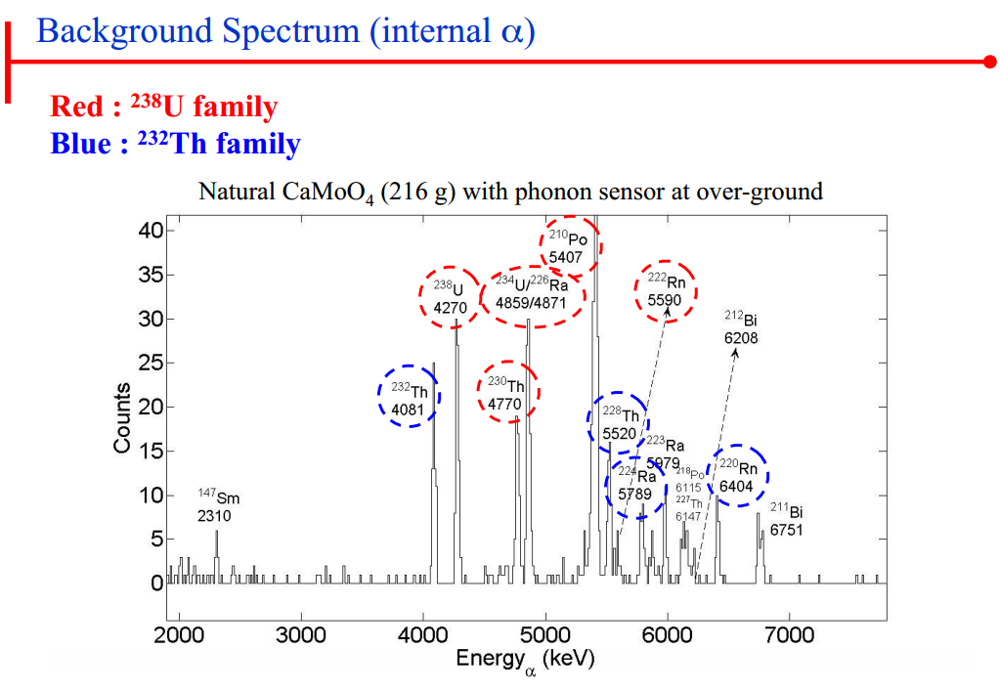 Background Spectrum (internal α)
Red : ²³⁸U family
Blue : ²³²Th family
Natural CaMoO₄ (216 g) with phonon sensor at over-ground
Counts
40
35
30
25
20
15
10
5
0
¹⁴⁷Sm
2310
²³²Th
4081
²³⁸U
4270
²³⁰Th
4770
²³⁴U/²²⁶Ra
4859/4871
²¹⁰Po
5407
²²⁸Th
5520
²²²Rn
5590
²²⁴Ra
5789
²²³Ra
5979
²¹⁸Po
6115
²²⁷Th
6147
²¹²Bi
6208
²²⁰Rn
6404
²¹¹Bi
6751
2000 3000 4000 5000 6000 7000
Energy_α (keV)